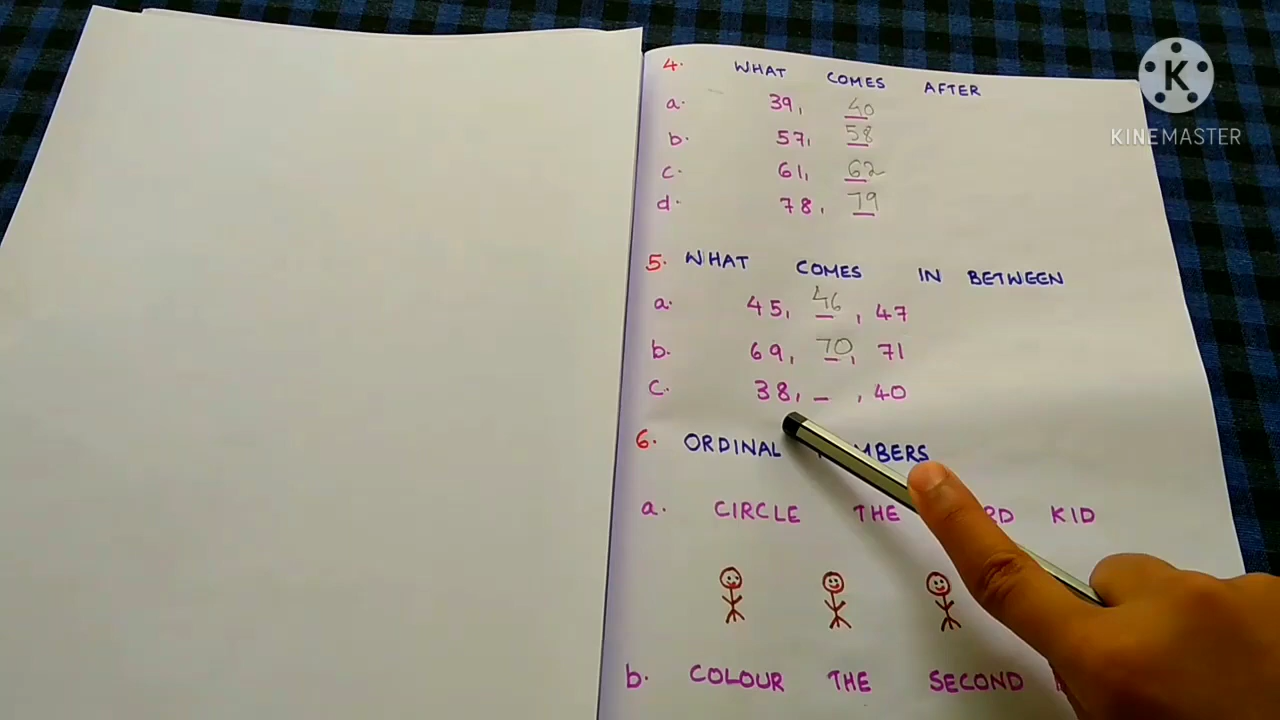 4. WHAT COMES AFTER
a. 39, 40
b. 57, 58
c. 61, 62
d. 78, 79
5. WHAT COMES IN BETWEEN
a. 45, 46, 47
b. 69, 70, 71
c. 38, _, 40
6. ORDINAL
a. CIRCLE THE KID
b. COLOUR THE SECOND
K
KINEMASTER